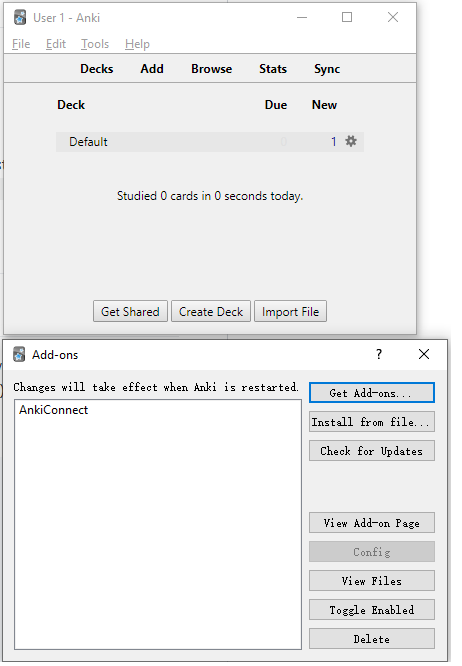 User 1 - Anki
File Edit Tools Help
Decks Add Browse Stats Sync
Deck Due New
Default 0 1
Studied 0 cards in 0 seconds today.
Get Shared Create Deck Import File
Add-ons ?
Changes will take effect when Anki is restarted.
AnkiConnect
Get Add-ons...
Install from file...
Check for Updates
View Add-on Page
Config
View Files
Toggle Enabled
Delete